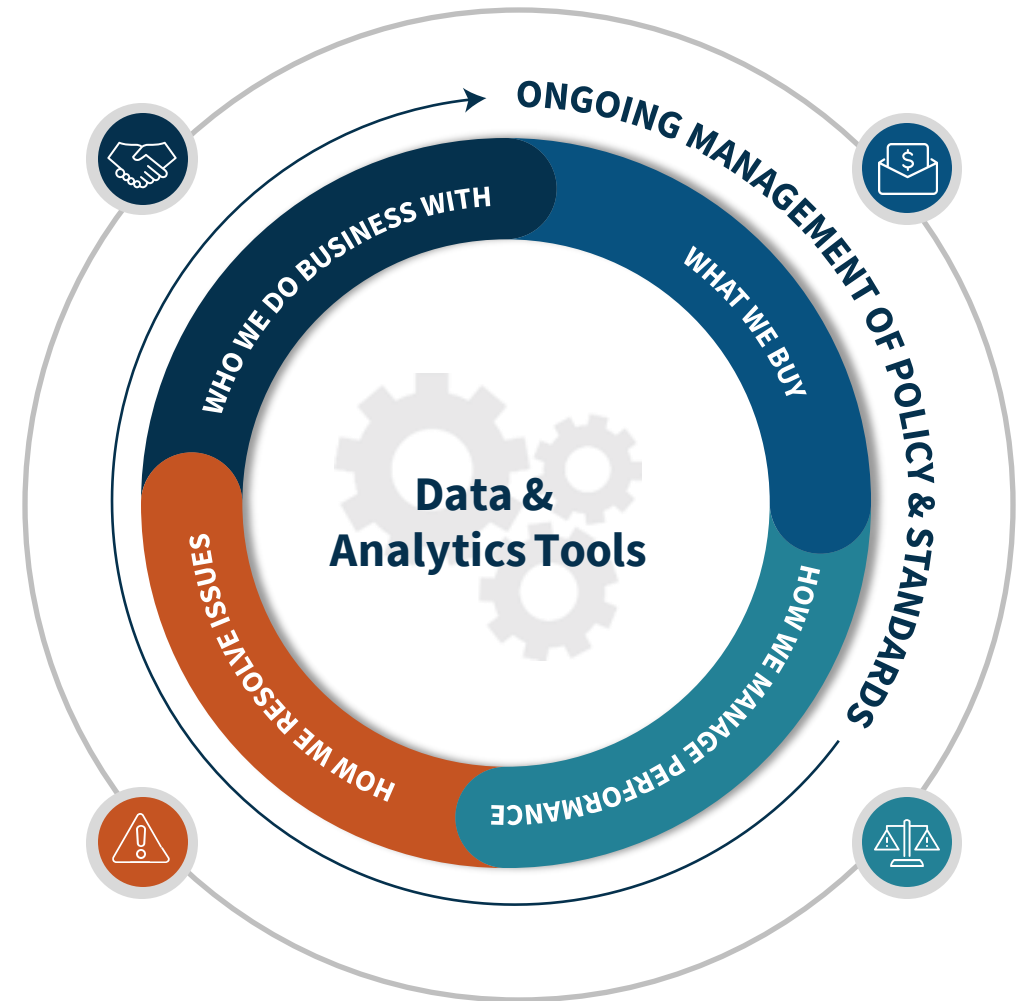 ONGOING MANAGEMENT OF POLICY & STANDARDS
WHO WE DO BUSINESS WITH
WHAT WE BUY
HOW WE MANAGE PERFORMANCE
HOW WE RESOLVE ISSUES
Data &
Analytics Tools
$